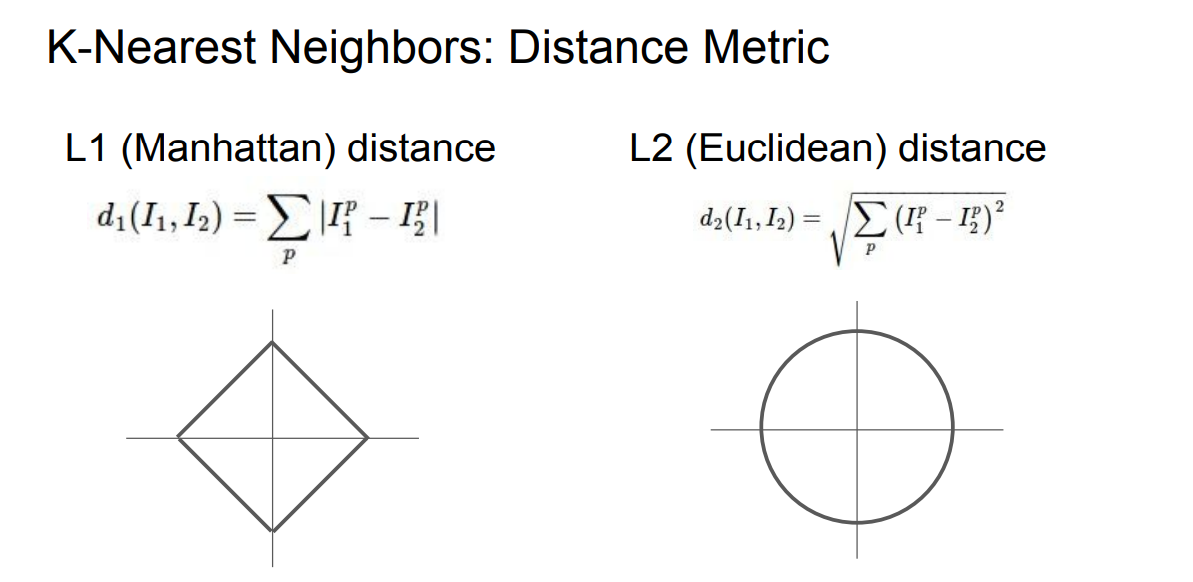 K-Nearest Neighbors: Distance Metric
L1 (Manhattan) distance
d₁(I₁, I₂) = ∑ₚ |I₁ᵖ − I₂ᵖ|
L2 (Euclidean) distance
d₂(I₁, I₂) = √(∑ₚ (I₁ᵖ − I₂ᵖ)²)